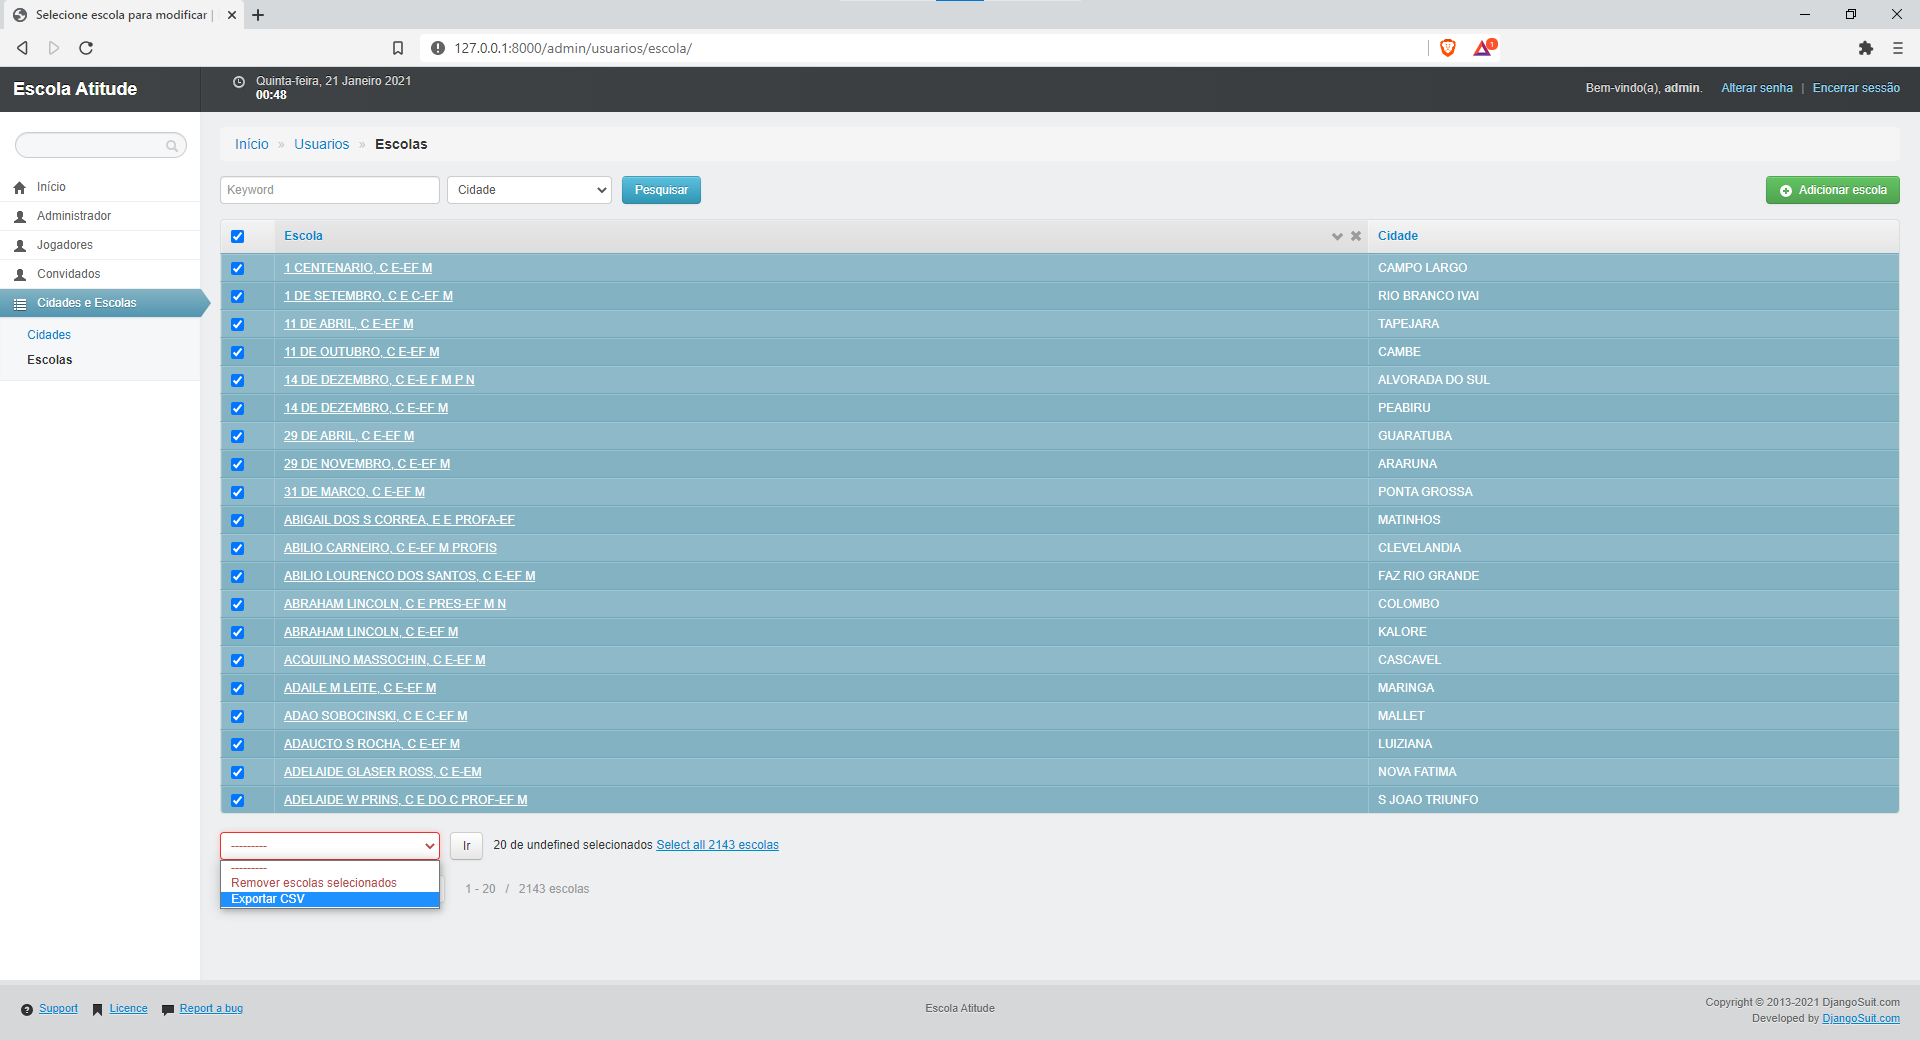 Selecione escola para modificar |
127.0.0.1:8000/admin/usuarios/escola/
1
Escola Atitude
Quinta-feira, 21 Janeiro 2021
00:48
Bem-vindo(a), admin. Alterar senha | Encerrar sessão
Início
Administrador
Jogadores
Convidados
Cidades e Escolas
Cidades
Escolas
Início » Usuarios » Escolas
Keyword Cidade Pesquisar Adicionar escola
Escola Cidade
1 CENTENARIO, C E-EF M CAMPO LARGO
1 DE SETEMBRO, C E C-EF M RIO BRANCO IVAI
11 DE ABRIL, C E-EF M TAPEJARA
11 DE OUTUBRO, C E-EF M CAMBE
14 DE DEZEMBRO, C E-E F M P N ALVORADA DO SUL
14 DE DEZEMBRO, C E-EF M PEABIRU
29 DE ABRIL, C E-EF M GUARATUBA
29 DE NOVEMBRO, C E-EF M ARARUNA
31 DE MARCO, C E-EF M PONTA GROSSA
ABIGAIL DOS S CORREA, E E PROFA-EF MATINHOS
ABILIO CARNEIRO, C E-EF M PROFIS CLEVELANDIA
ABILIO LOURENCO DOS SANTOS, C E-EF M FAZ RIO GRANDE
ABRAHAM LINCOLN, C E PRES-EF M N COLOMBO
ABRAHAM LINCOLN, C E-EF M KALORE
ACQUILINO MASSOCHIN, C E-EF M CASCAVEL
ADAILE M LEITE, C E-EF M MARINGA
ADAO SOBOCINSKI, C E C-EF M MALLET
ADAUCTO S ROCHA, C E-EF M LUIZIANA
ADELAIDE GLASER ROSS, C E-EM NOVA FATIMA
ADELAIDE W PRINS, C E DO C PROF-EF M S JOAO TRIUNFO
--------- Ir 20 de undefined selecionados Select all 2143 escolas
---------
Remover escolas selecionados
Exportar CSV
1 - 20 / 2143 escolas
Support Licence Report a bug
Escola Atitude
Copyright © 2013-2021 DjangoSuit.com
Developed by DjangoSuit.com